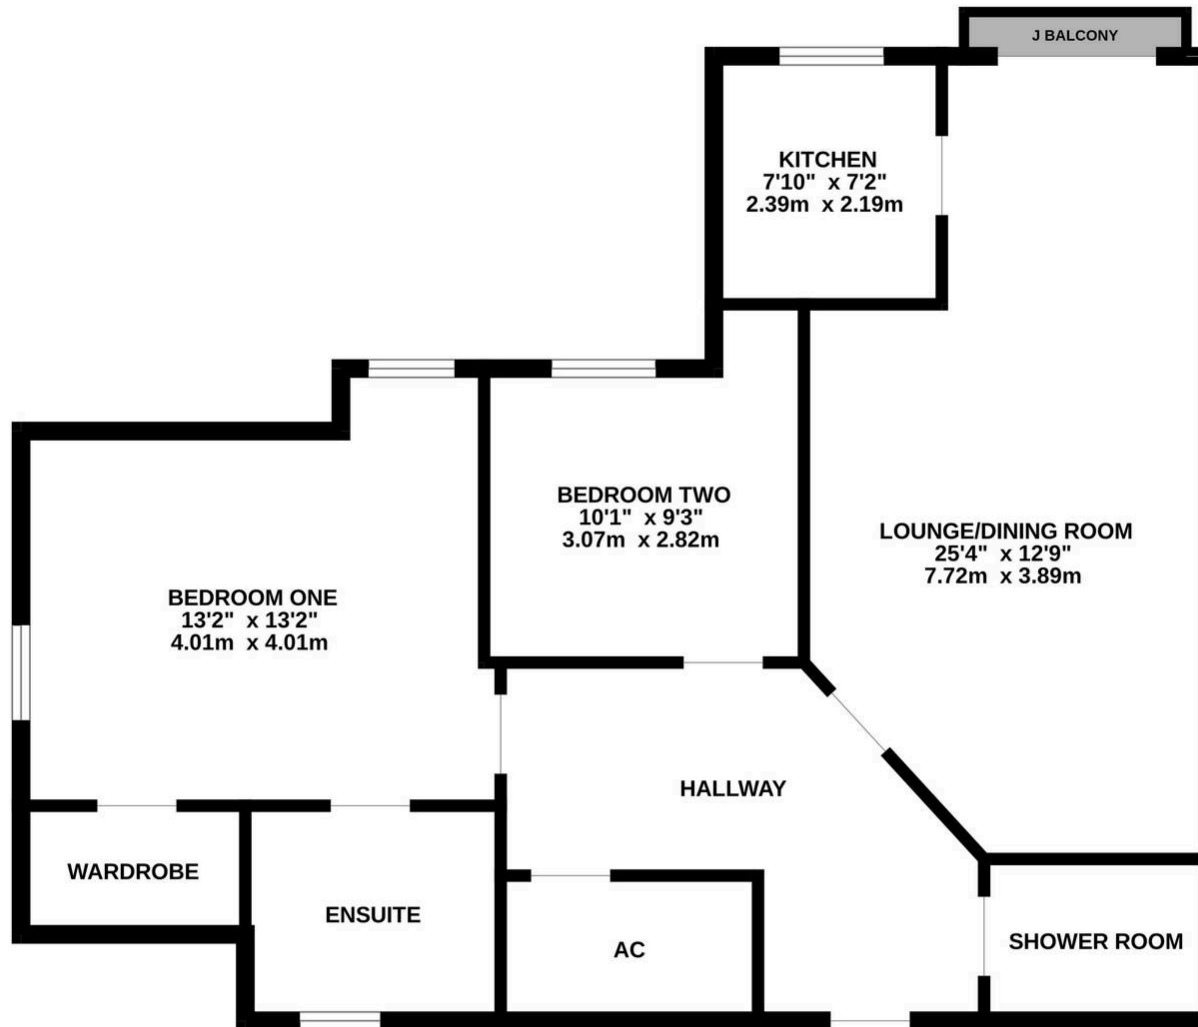 J BALCONY
KITCHEN
7'10" x 7'2"
2.39m x 2.19m
BEDROOM TWO
10'1" x 9'3"
3.07m x 2.82m
LOUNGE/DINING ROOM
25'4" x 12'9"
7.72m x 3.89m
BEDROOM ONE
13'2" x 13'2"
4.01m x 4.01m
HALLWAY
WARDROBE
ENSUITE
AC
SHOWER ROOM